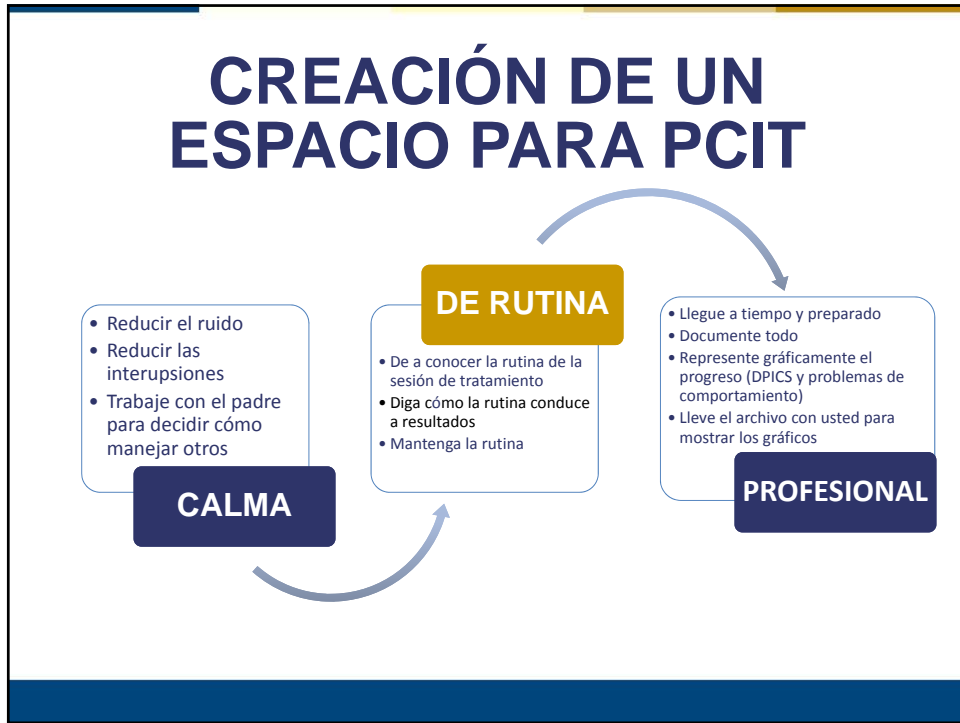 CREACIÓN DE UN
ESPACIO PARA PCIT
• Reducir el ruido
• Reducir las
interupsiones
• Trabaje con el padre
para decidir cómo
manejar otros
CALMA
DE RUTINA
• De a conocer la rutina de la
sesión de tratamiento
• Diga cómo la rutina conduce
a resultados
• Mantenga la rutina
• Llegue a tiempo y preparado
• Documente todo
• Represente gráficamente el
progreso (DPICS y problemas de
comportamiento)
• Lleve el archivo con usted para
mostrar los gráficos
PROFESIONAL